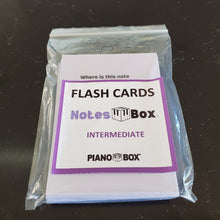 Where is this note
FLASH CARDS
Notes Box
INTERMEDIATE
PIANO BOX